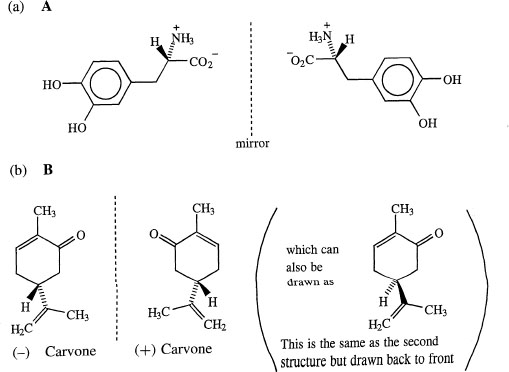 (a) A
H + NH₃ CO₂⁻
HO
HO
mirror
H₃N + H
⁻O₂C
OH
OH
(b) B
CH₃
O
H
H₂C CH₃
(−) Carvone
CH₃
O
H
H₃C CH₂
(+) Carvone
which can
also be
drawn as
CH₃
O
H
H₂C CH₃
This is the same as the second
structure but drawn back to front